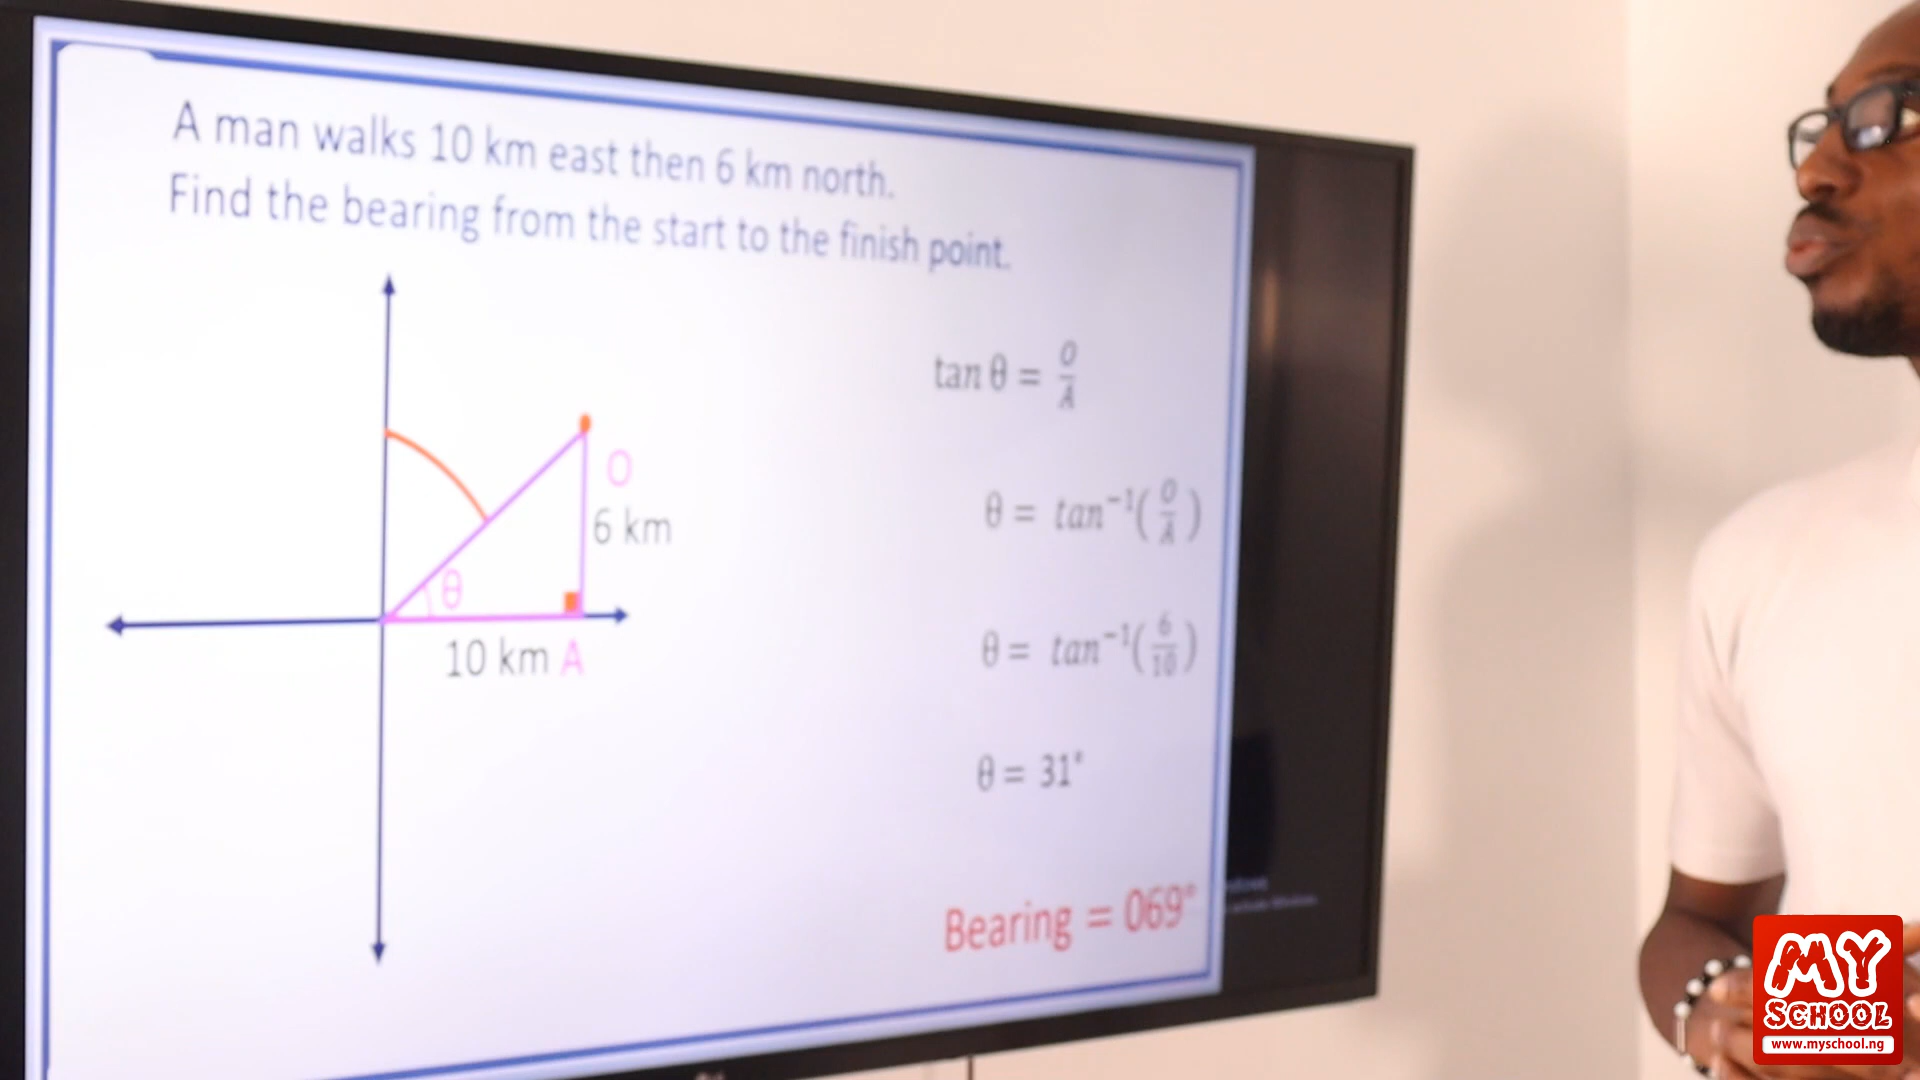 A man walks 10 km east then 6 km north.
Find the bearing from the start to the finish point.
tan θ = O/A
O
θ = tan⁻¹(O/A)
6 km
θ
θ = tan⁻¹(6/10)
10 km A
θ = 31°
Bearing = 069°
MY
SCHOOL
www.myschool.ng